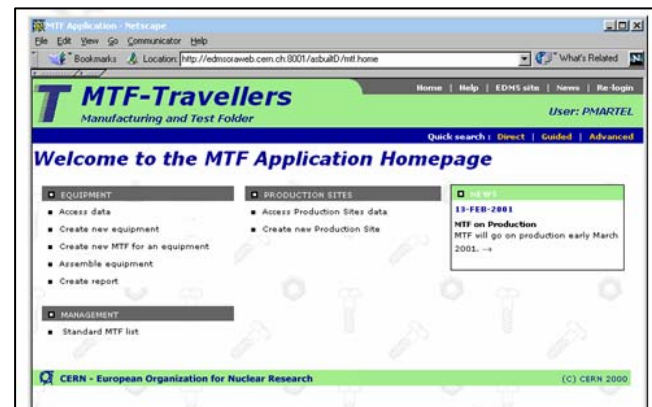 MTF Application - Netscape
File Edit View Go Communicator Help
Bookmarks Location: http://edmsoraweb.cern.ch:8001/asbuiltD/mtf.home What's Related
Home | Help | EDMS site | News | Re-login
T MTF-Travellers
Manufacturing and Test Folder
User: PMARTEL
Quick search : Direct | Guided | Advanced
Welcome to the MTF Application Homepage
EQUIPMENT
Access data
Create new equipment
Create new MTF for an equipment
Assemble equipment
Create report
MANAGEMENT
Standard MTF list
PRODUCTION SITES
Access Production Sites data
Create new Production Site
NEWS
13-FEB-2001
MTF on Production
MTF will go on production early March
2001. →
CERN - European Organization for Nuclear Research (C) CERN 2000